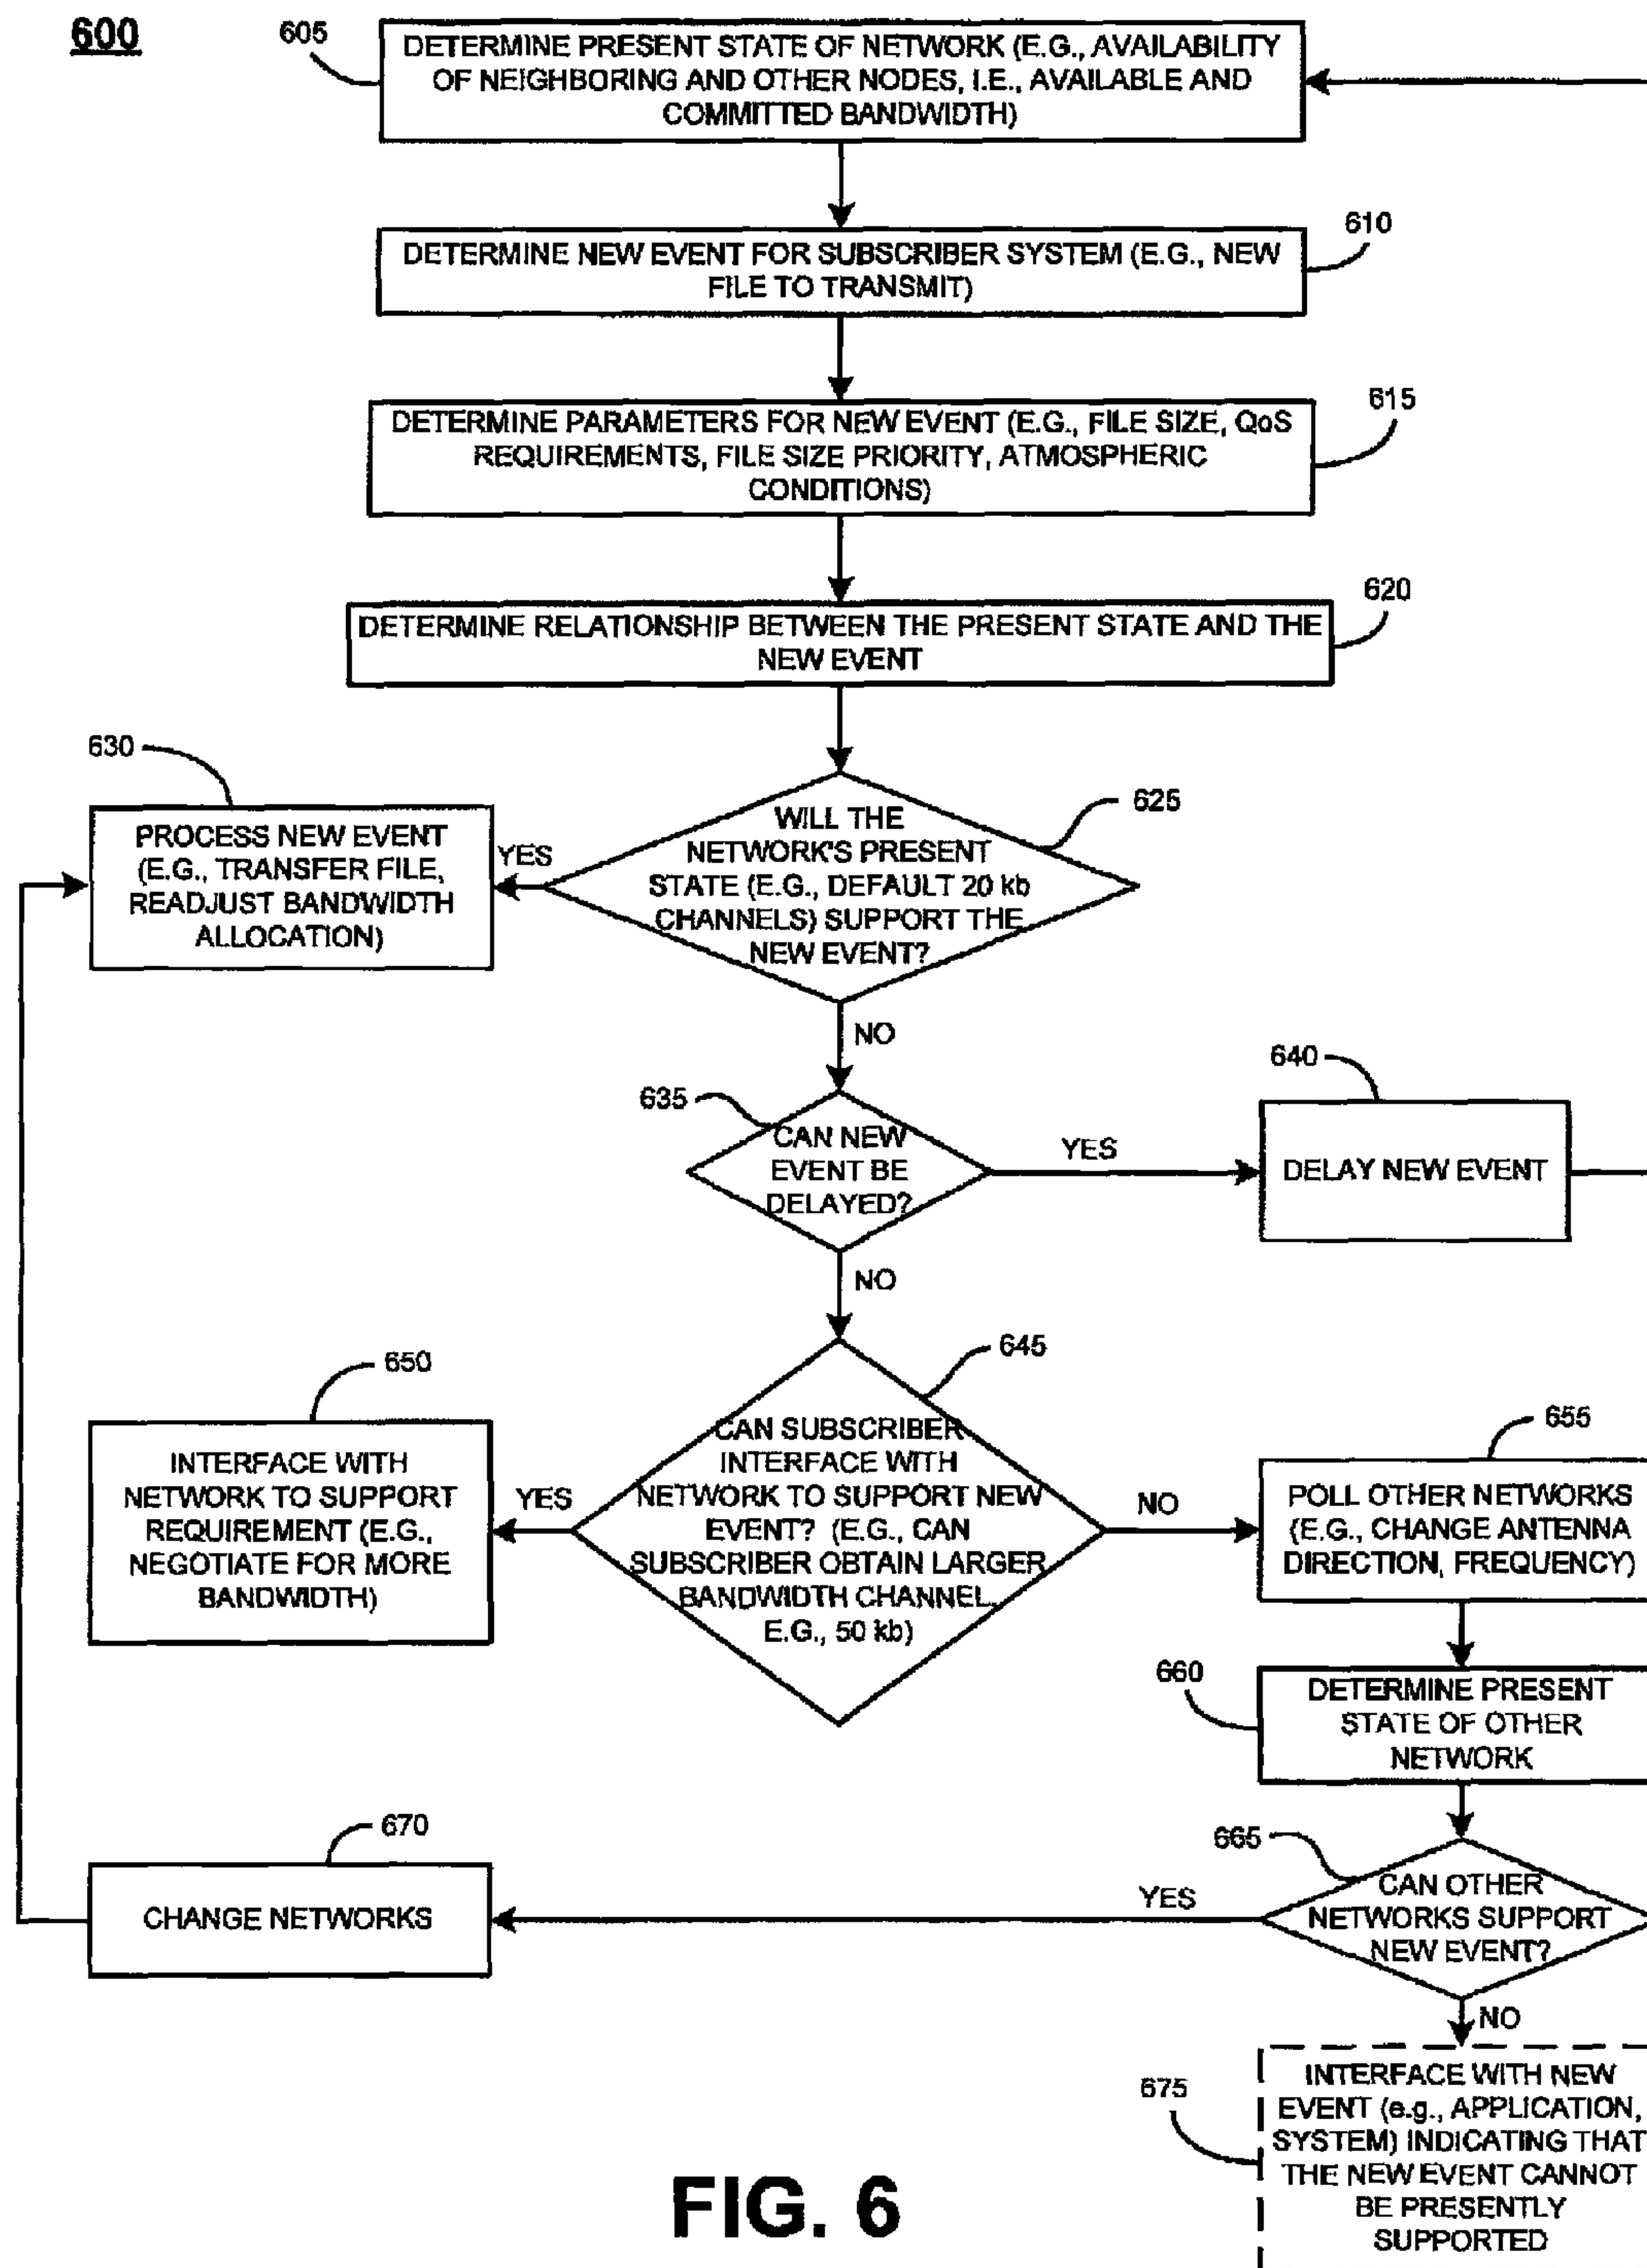 600
605
DETERMINE PRESENT STATE OF NETWORK (E.G., AVAILABILITY
OF NEIGHBORING AND OTHER NODES, I.E., AVAILABLE AND
COMMITTED BANDWIDTH)
610
DETERMINE NEW EVENT FOR SUBSCRIBER SYSTEM (E.G., NEW
FILE TO TRANSMIT)
615
DETERMINE PARAMETERS FOR NEW EVENT (E.G., FILE SIZE, QoS
REQUIREMENTS, FILE SIZE PRIORITY, ATMOSPHERIC
CONDITIONS)
620
DETERMINE RELATIONSHIP BETWEEN THE PRESENT STATE AND THE
NEW EVENT
630
PROCESS NEW EVENT
(E.G., TRANSFER FILE,
READJUST BANDWIDTH
ALLOCATION)
YES
625
WILL THE
NETWORK'S PRESENT
STATE (E.G., DEFAULT 20 kb
CHANNELS) SUPPORT THE
NEW EVENT?
NO
635
CAN NEW
EVENT BE
DELAYED?
YES
640
DELAY NEW EVENT
NO
650
INTERFACE WITH
NETWORK TO SUPPORT
REQUIREMENT (E.G.,
NEGOTIATE FOR MORE
BANDWIDTH)
YES
645
CAN SUBSCRIBER
INTERFACE WITH
NETWORK TO SUPPORT NEW
EVENT? (E.G., CAN
SUBSCRIBER OBTAIN LARGER
BANDWIDTH CHANNEL,
E.G., 50 kb)
NO
655
POLL OTHER NETWORKS
(E.G., CHANGE ANTENNA
DIRECTION, FREQUENCY)
660
DETERMINE PRESENT
STATE OF OTHER
NETWORK
670
CHANGE NETWORKS
YES
665
CAN OTHER
NETWORKS SUPPORT
NEW EVENT?
NO
675
INTERFACE WITH NEW
EVENT (e.g., APPLICATION,
SYSTEM) INDICATING THAT
THE NEW EVENT CANNOT
BE PRESENTLY
SUPPORTED
FIG. 6